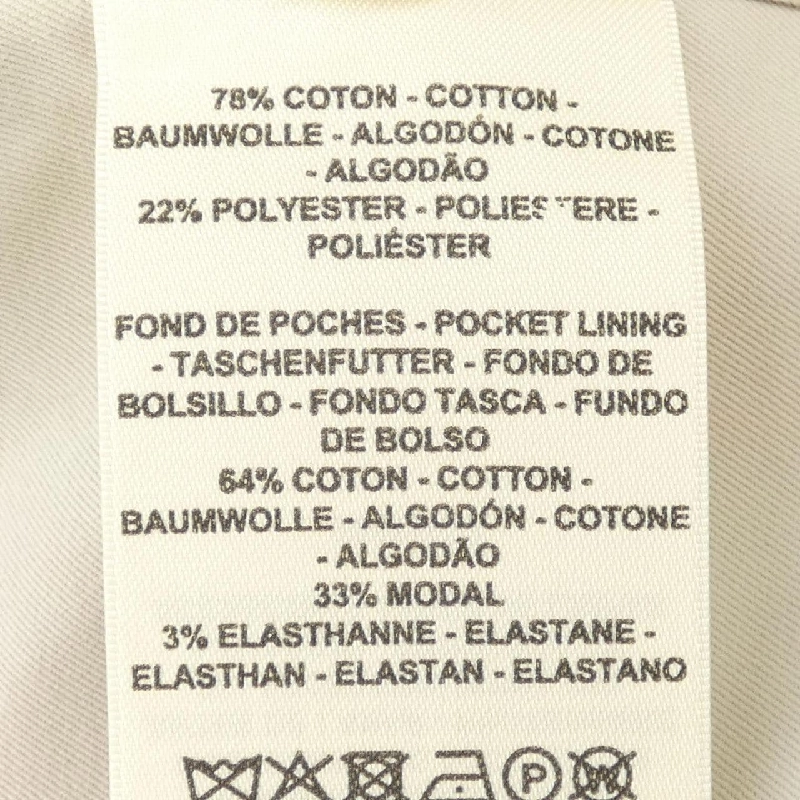 78% COTON - COTTON -
BAUMWOLLE - ALGODÓN - COTONE
- ALGODÃO
22% POLYESTER - POLIESTERE -
POLIÉSTER
FOND DE POCHES - POCKET LINING
- TASCHENFUTTER - FONDO DE
BOLSILLO - FONDO TASCA - FUNDO
DE BOLSO
64% COTON - COTTON -
BAUMWOLLE - ALGODÓN - COTONE
- ALGODÃO
33% MODAL
3% ELASTHANNE - ELASTANE -
ELASTHAN - ELASTAN - ELASTANO
P W